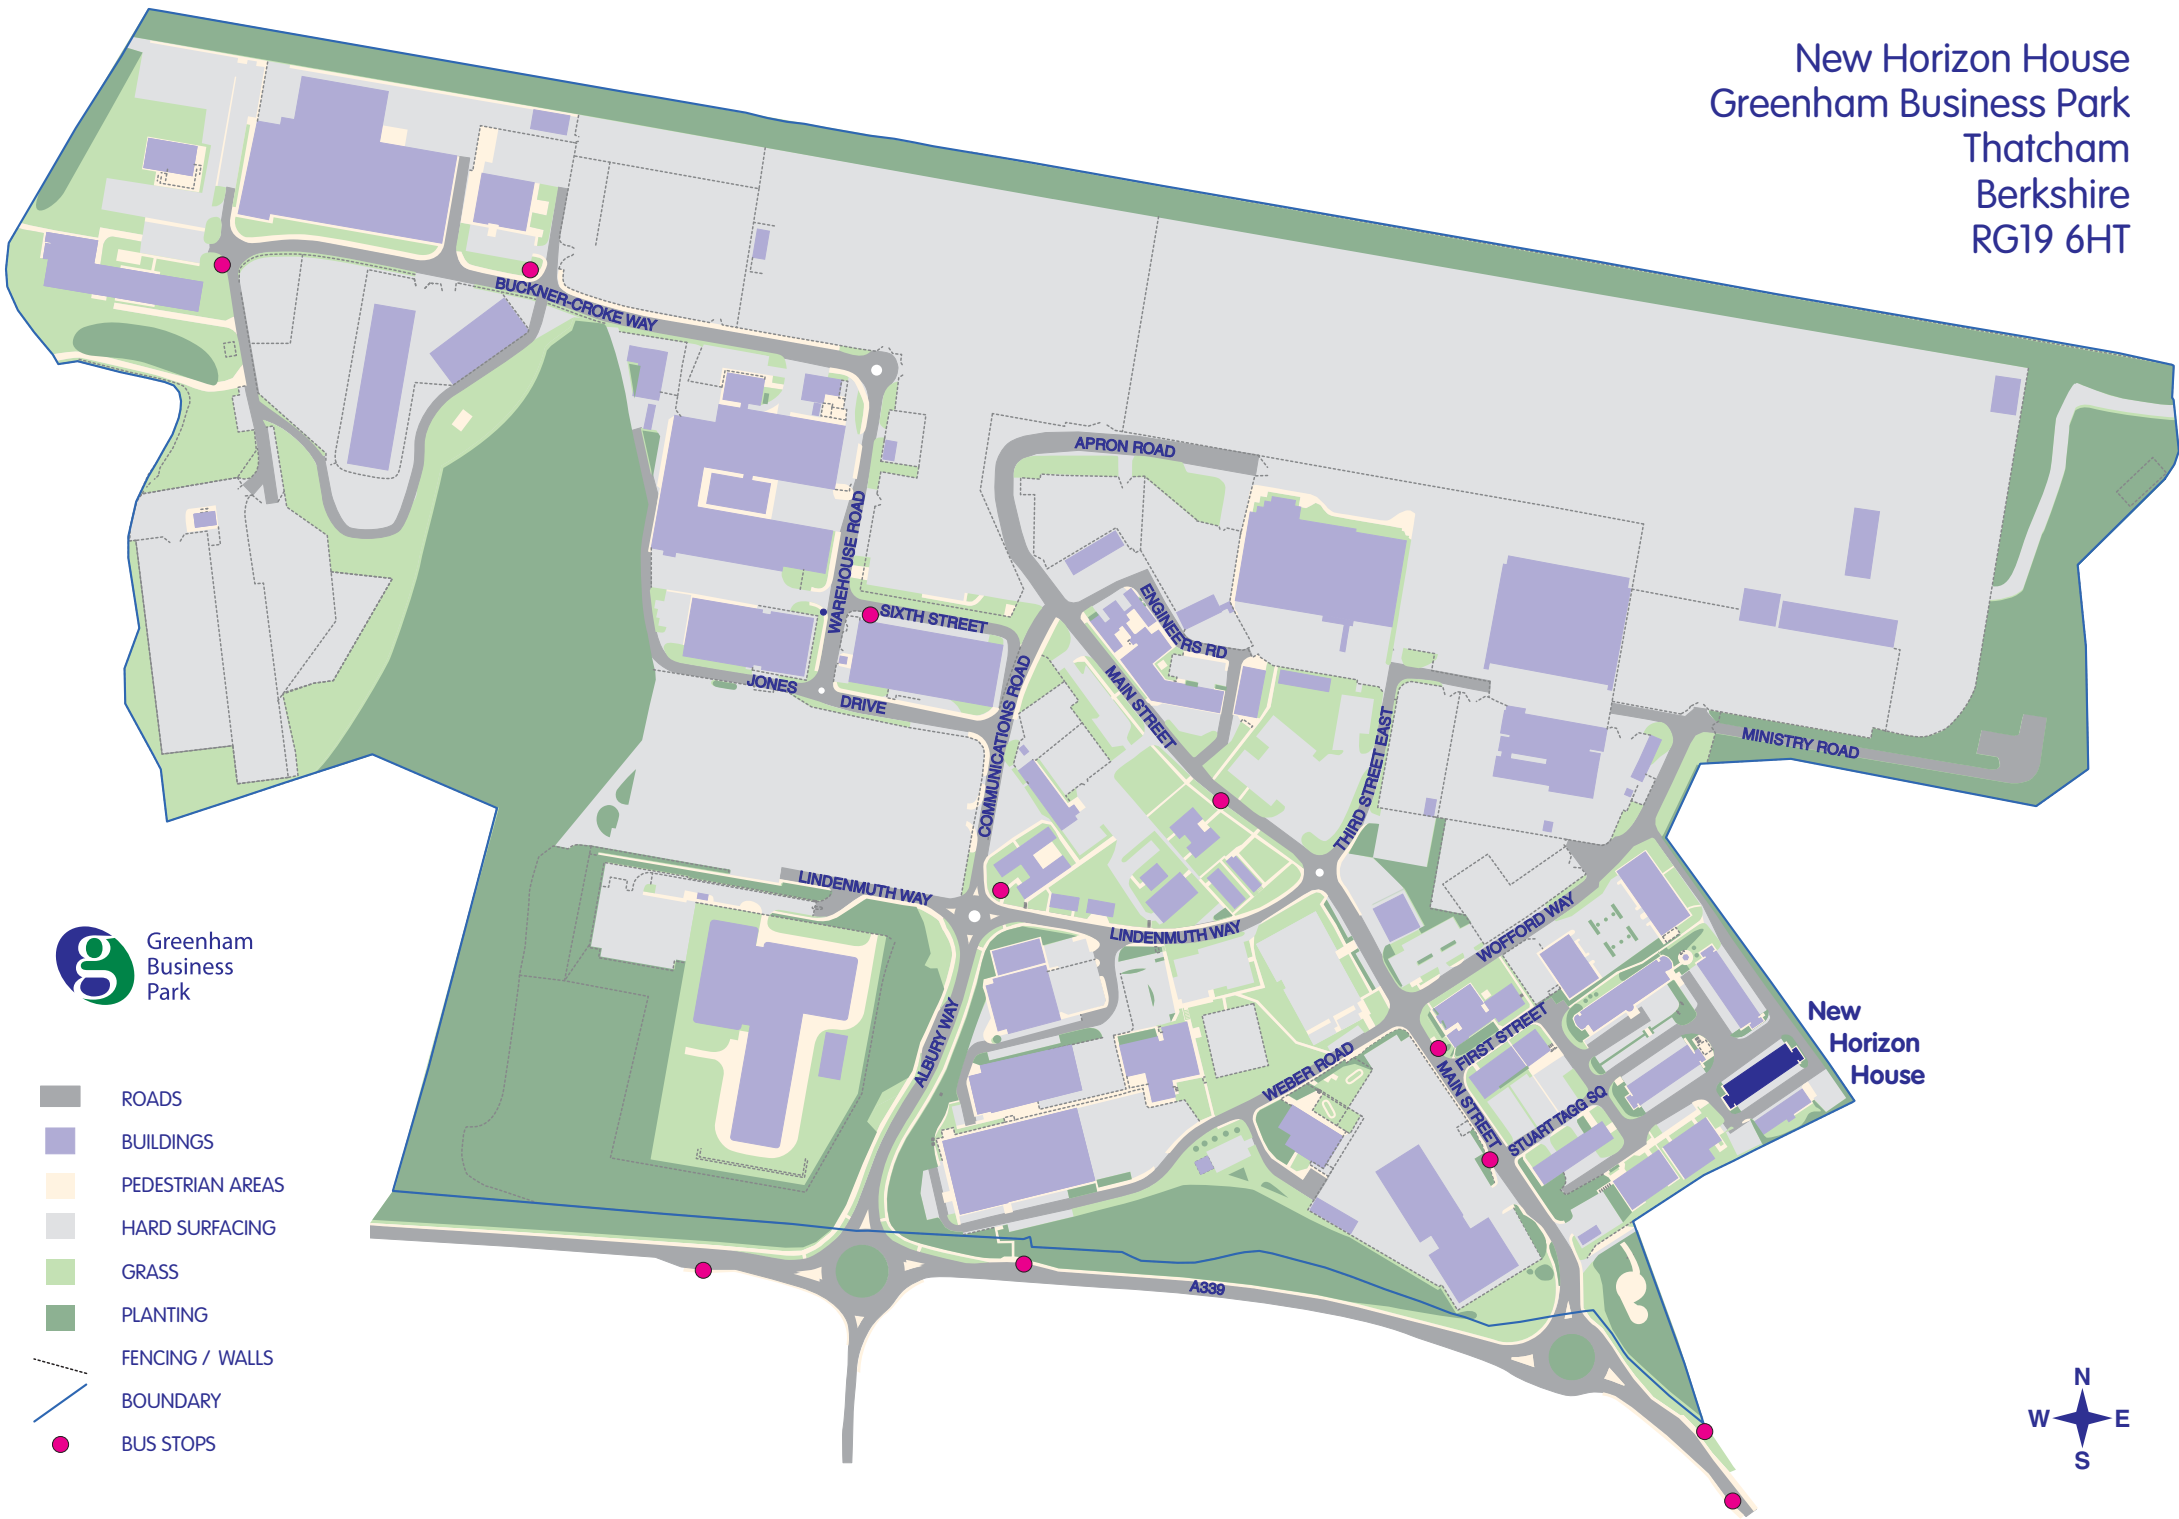 New Horizon House
Greenham Business Park
Thatcham
Berkshire
RG19 6HT
BUCKNER-CROKE WAY
APRON ROAD
WAREHOUSE ROAD
SIXTH STREET
ENGINEERS RD
JONES
DRIVE
COMMUNICATIONS ROAD
MAIN STREET
THIRD STREET EAST
MINISTRY ROAD
LINDENMUTH WAY
LINDENMUTH WAY
WOFFORD WAY
ALBURY WAY
WEBER ROAD
FIRST STREET
MAIN STREET
STUART TAGG SQ
A339
New
Horizon
House
g
Greenham
Business
Park
ROADS
BUILDINGS
PEDESTRIAN AREAS
HARD SURFACING
GRASS
PLANTING
FENCING / WALLS
BOUNDARY
BUS STOPS
N
W E
S